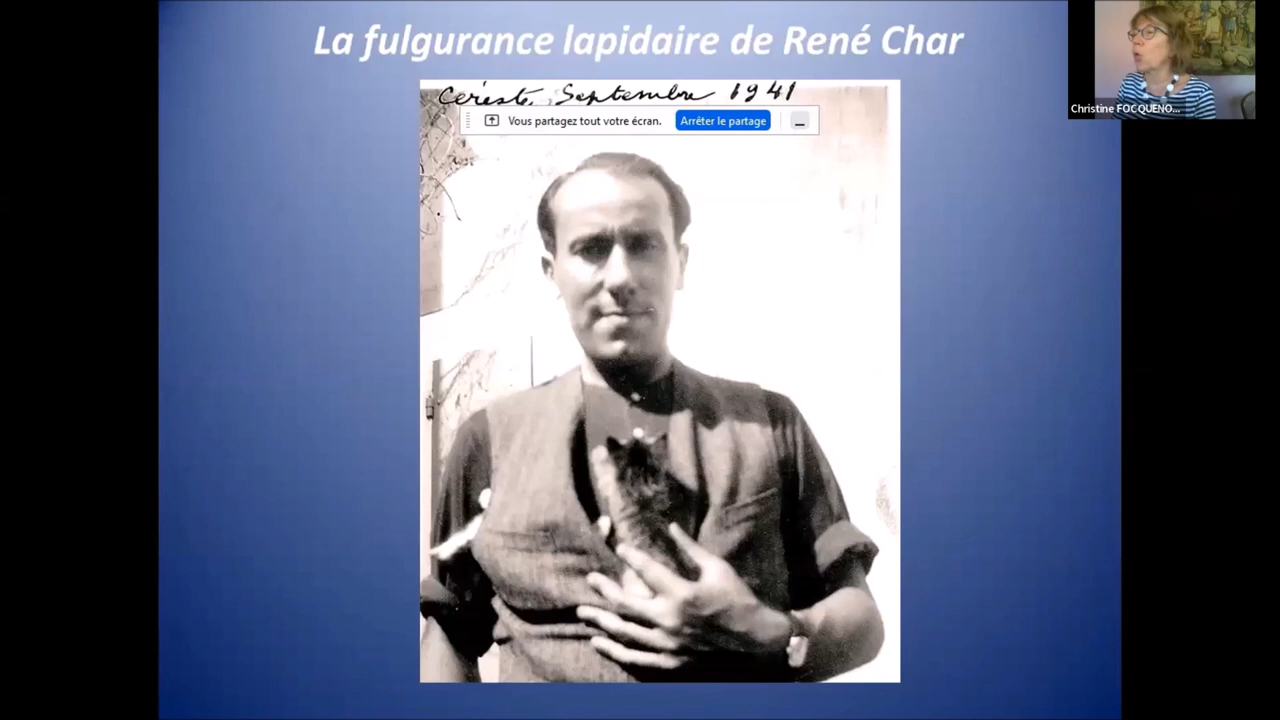 La fulgurance lapidaire de René Char
Céreste, Septembre 1941
Vous partagez tout votre écran. Arrêter le partage
Christine FOCQUENO...